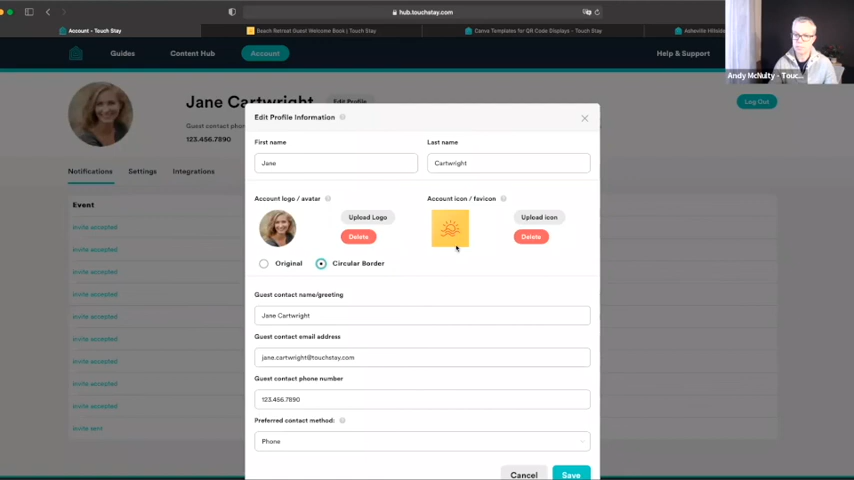 hub.touchstay.com
Account - Touch Stay
Beach Retreat Guest Welcome Book | Touch Stay
Canva Templates for QR Code Displays - Touch Stay
Asheville Hillside
Guides
Content Hub
Account
Help & Support
Andy McNulty - Touc...
Jane Cartwright
Edit Profile
Log Out
Guest contact pho
123.456.7890
Notifications
Settings
Integrations
Event
invite accepted
invite accepted
invite accepted
invite accepted
invite accepted
invite accepted
invite accepted
invite accepted
invite accepted
invite sent
Edit Profile Information
First name
Last name
Jane
Cartwright
Account logo / avatar
Account icon / favicon
Upload Logo
Upload icon
Delete
Delete
Original
Circular Border
Guest contact name/greeting
Jane Cartwright
Guest contact email address
jane.cartwright@touchstay.com
Guest contact phone number
123.456.7890
Preferred contact method:
Phone
Cancel
Save